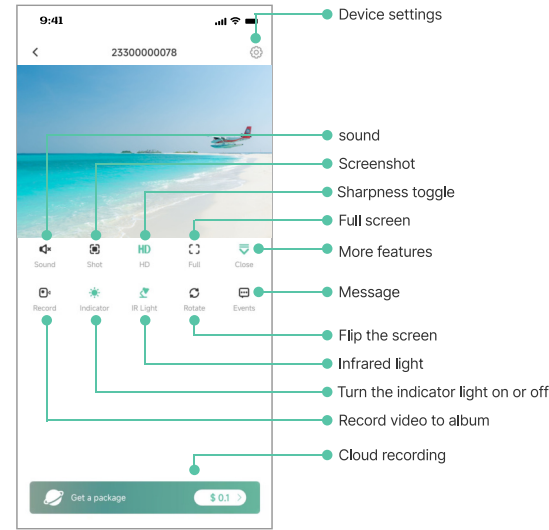 9:41
Device settings
23300000078
sound
Screenshot
Sharpness toggle
Full screen
More features
HD
Sound
Shot
HD
Full
Close
Message
Record
Indicator
IR Light
Rotate
Events
Flip the screen
Infrared light
Turn the indicator light on or off
Record video to album
Cloud recording
Get a package
$ 0.1 >